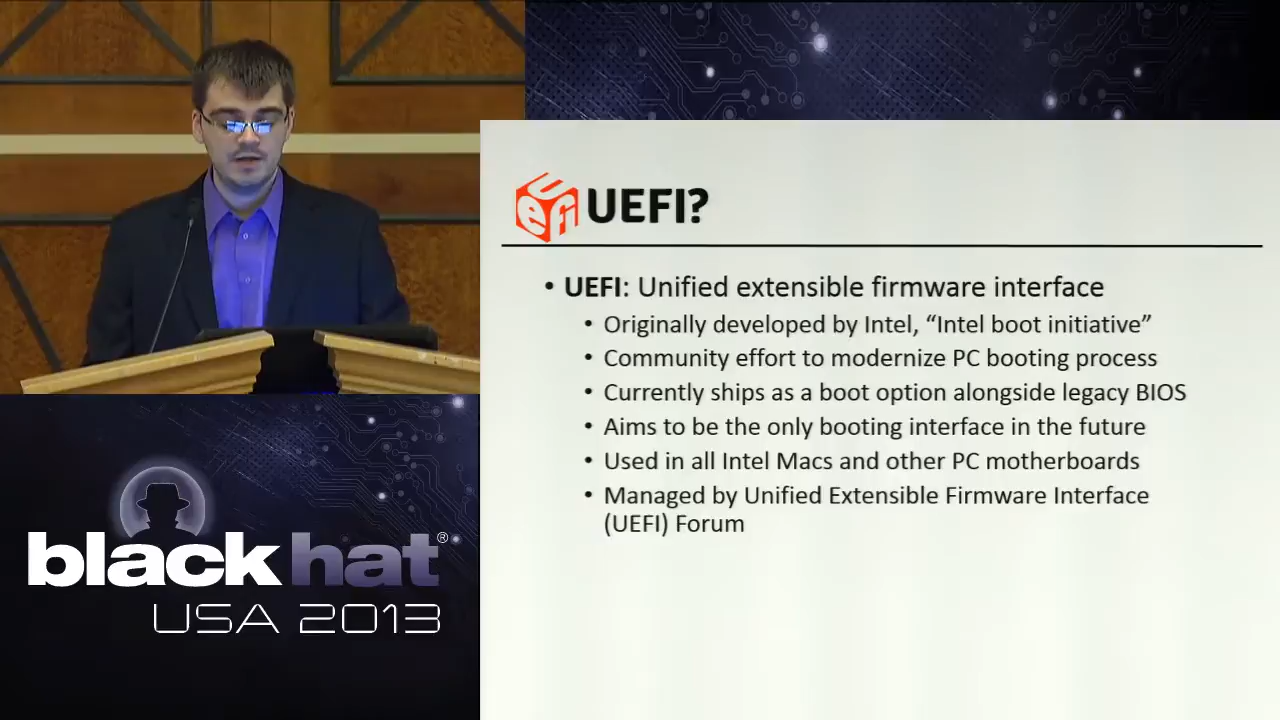 uefi UEFI?
• UEFI: Unified extensible firmware interface
• Originally developed by Intel, “Intel boot initiative”
• Community effort to modernize PC booting process
• Currently ships as a boot option alongside legacy BIOS
• Aims to be the only booting interface in the future
• Used in all Intel Macs and other PC motherboards
• Managed by Unified Extensible Firmware Interface
(UEFI) Forum
black hat®
USA 2013